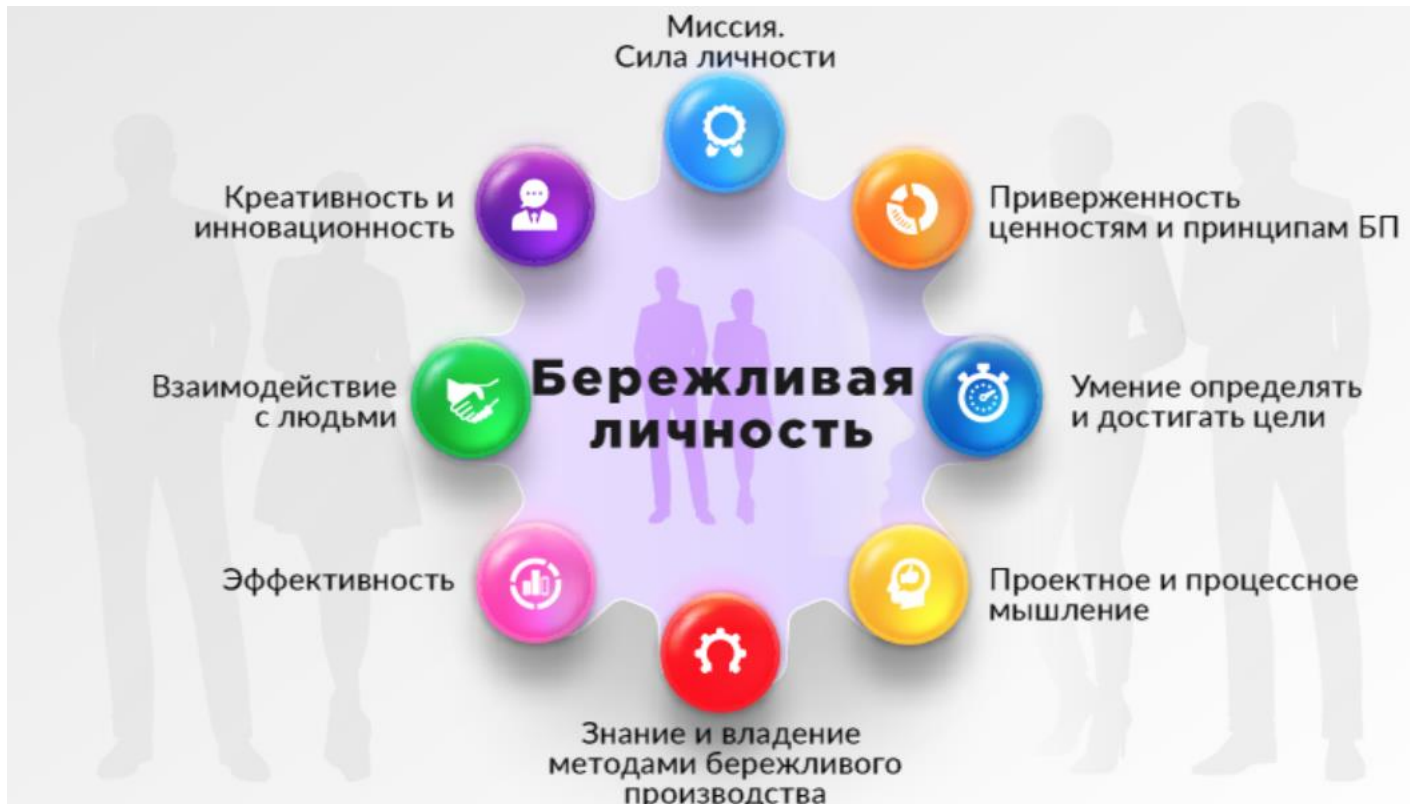 Миссия.
Сила личности
Креативность и
инновационность
Приверженность
ценностям и принципам БП
Бережливая
личность
Взаимодействие
с людьми
Умение определять
и достигать цели
Эффективность
Проектное и процессное
мышление
Знание и владение
методами бережливого
производства